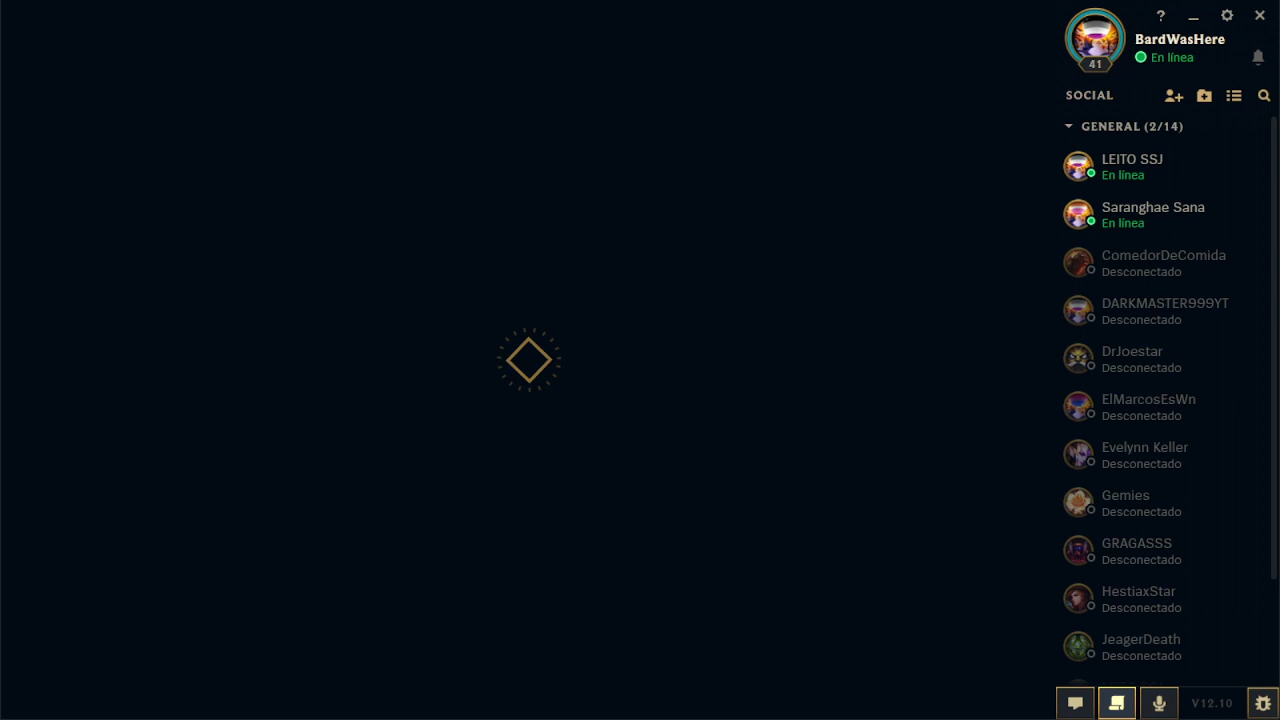 ?
BardWasHere
En línea
41
SOCIAL
GENERAL (2/14)
LEITO SSJ
En línea
Saranghae Sana
En línea
ComedorDeComida
Desconectado
DARKMASTER999YT
Desconectado
DrJoestar
Desconectado
ElMarcosEsWn
Desconectado
Evelynn Keller
Desconectado
Gemies
Desconectado
GRAGASSS
Desconectado
HestiaxStar
Desconectado
JeagerDeath
Desconectado
V12.10